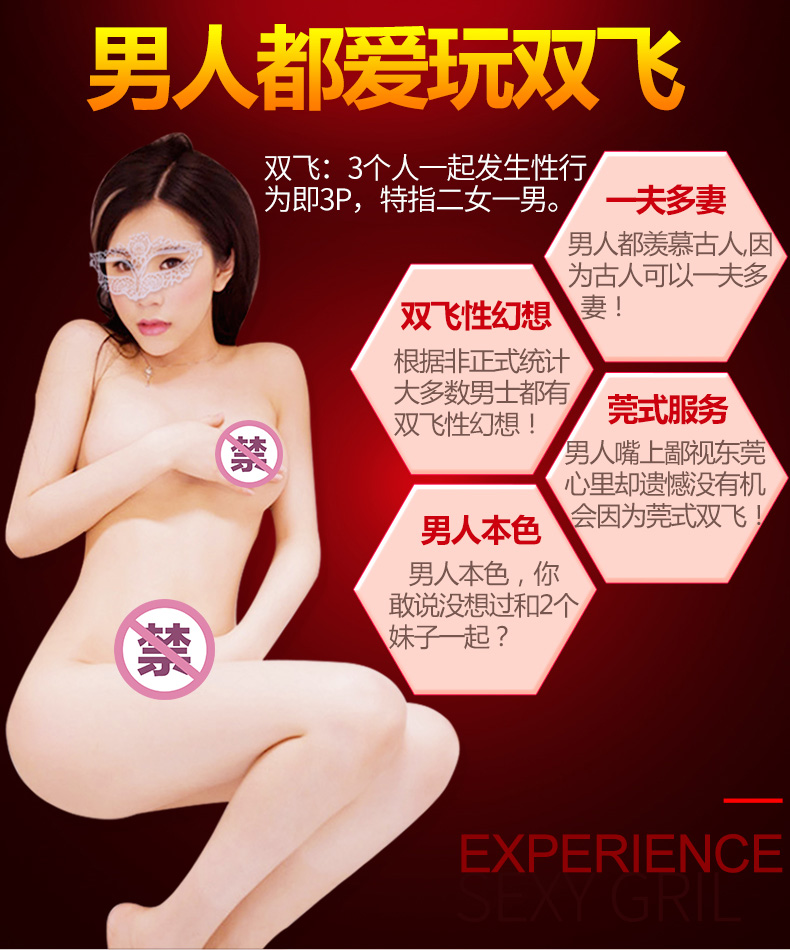 男人都爱玩双飞
双飞：3个人一起发生性行
为即3P，特指二女一男。
一夫多妻
男人都羡慕古人,因
为古人可以一夫多
妻！
双飞性幻想
根据非正式统计
大多数男士都有
双飞性幻想！
莞式服务
男人嘴上鄙视东莞
心里却遗憾没有机
会因为莞式双飞！
男人本色
男人本色，你
敢说没想过和2个
妹子一起？
禁
禁
EXPERIENCE
SEXY GRIL